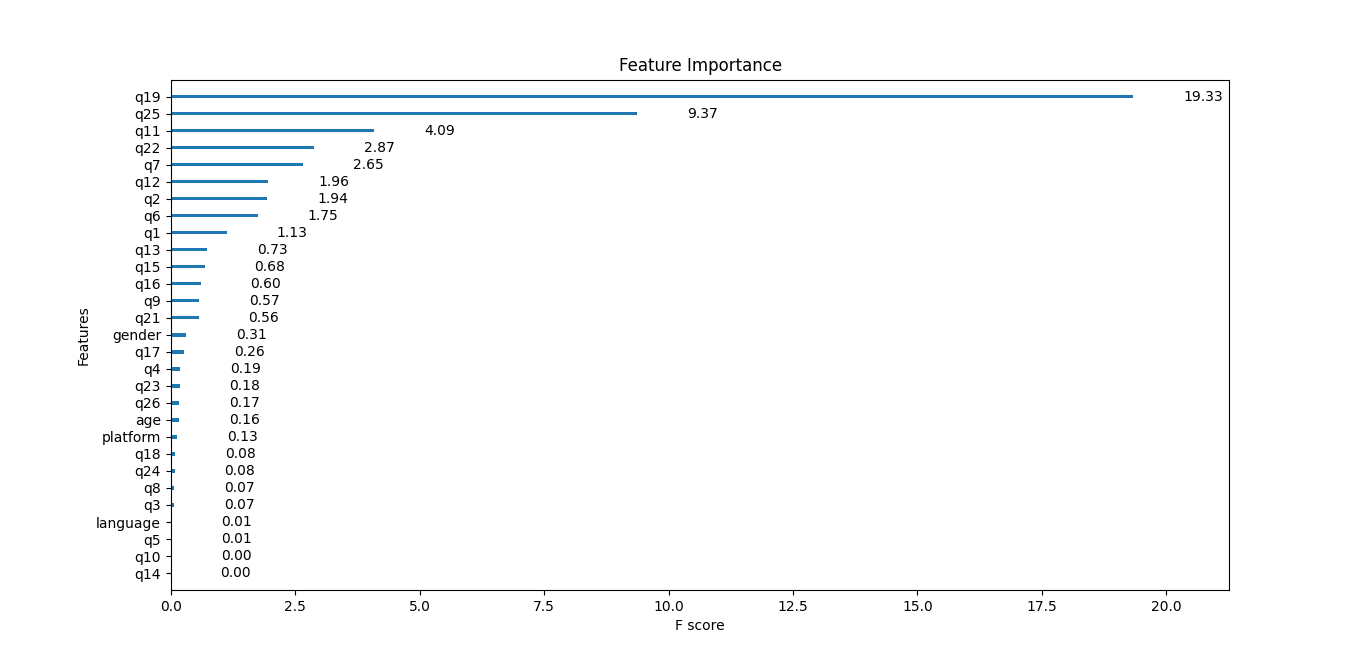 Feature Importance
q19 19.33
q25 9.37
q11 4.09
q22 2.87
q7 2.65
q12 1.96
q2 1.94
q6 1.75
q1 1.13
q13 0.73
q15 0.68
q16 0.60
q9 0.57
q21 0.56
gender 0.31
q17 0.26
q4 0.19
q23 0.18
q26 0.17
age 0.16
platform 0.13
q18 0.08
q24 0.08
q8 0.07
q3 0.07
language 0.01
q5 0.01
q10 0.00
q14 0.00
Features
0.0 2.5 5.0 7.5 10.0 12.5 15.0 17.5 20.0
F score